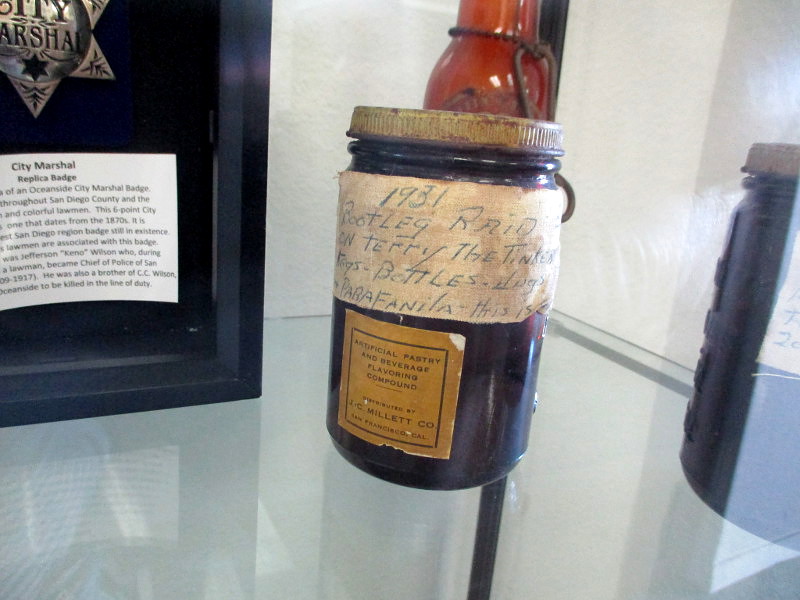 CITY
MARSHAL
City Marshal
Replica Badge
a of an Oceanside City Marshal Badge.
throughout San Diego County and the
and colorful lawmen. This 6-point City
one that dates from the 1870s. It is
est San Diego region badge still in existence.
lawmen are associated with this badge.
was Jefferson "Keno" Wilson who, during
a lawman, became Chief of Police of San
09-1917). He was also a brother of C.C. Wilson,
Oceanside to be killed in the line of duty.
1931
BOOTLEG RAID
ON TERRY THE TINKER
BOTTLES - Jugs
PARAFANILA - this is
ARTIFICIAL PASTRY
AND BEVERAGE
FLAVORING
COMPOUND
DISTRIBUTED BY
J. C. MILLETT CO
SAN FRANCISCO, CAL.